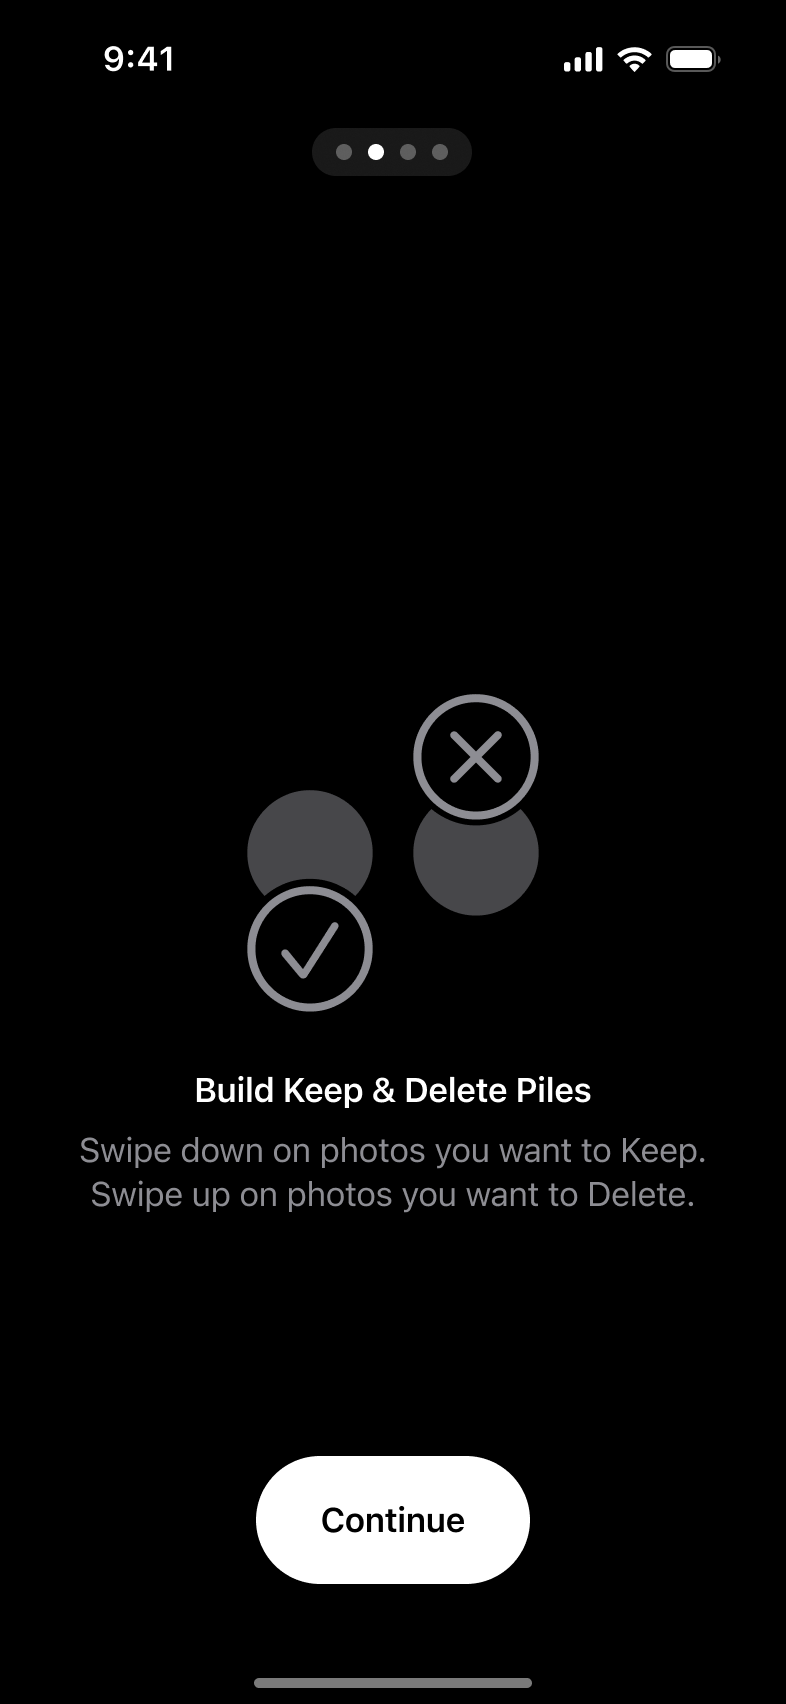 9:41
Build Keep & Delete Piles
Swipe down on photos you want to Keep.
Swipe up on photos you want to Delete.
Continue